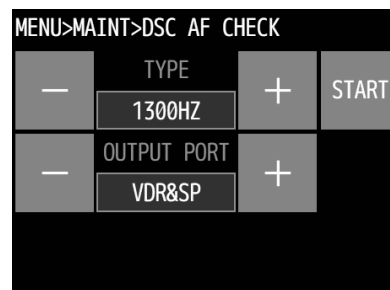 MENU>MAINT>DSC AF CHECK
TYPE
— 1300HZ + START
OUTPUT PORT
— VDR&SP +